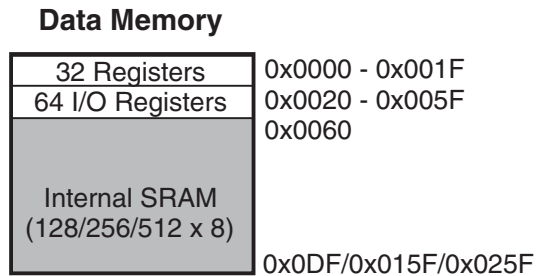 Data Memory
32 Registers 0x0000 - 0x001F
64 I/O Registers 0x0020 - 0x005F
0x0060
Internal SRAM
(128/256/512 x 8)
0x0DF/0x015F/0x025F